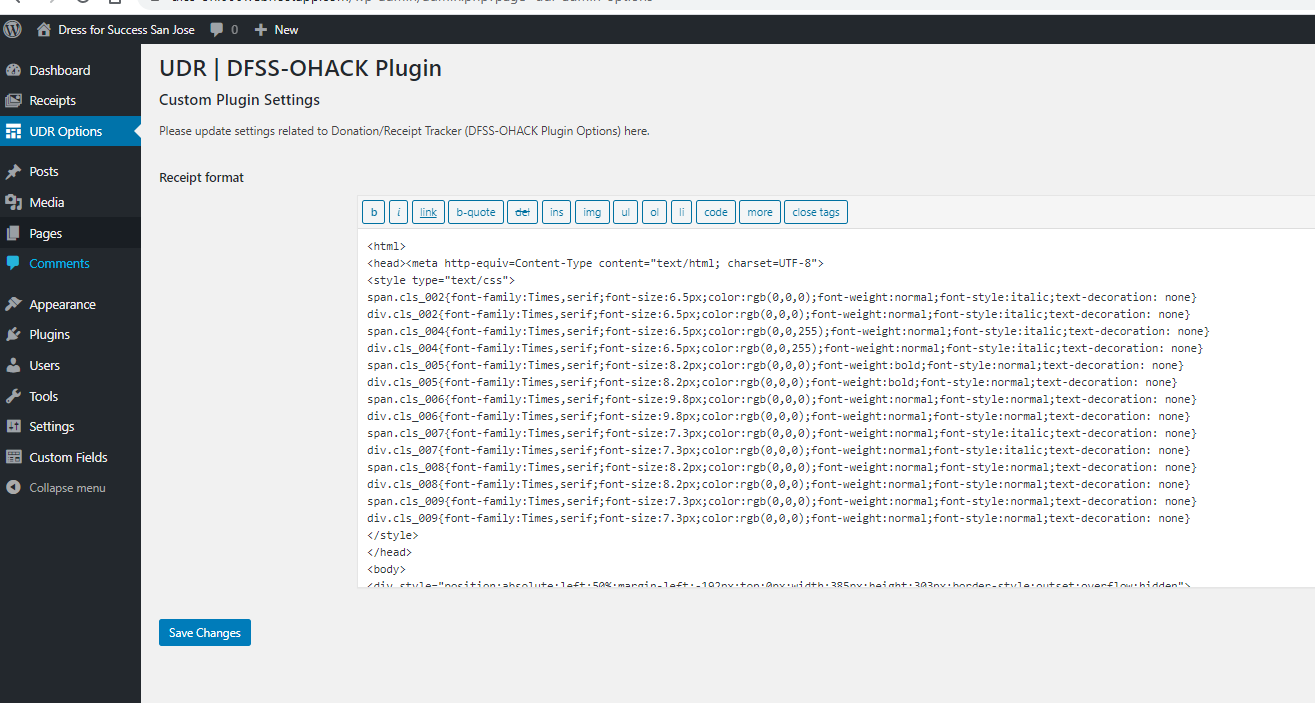 Dress for Success San Jose
0
New
Dashboard
Receipts
UDR Options
Posts
Media
Pages
Comments
Appearance
Plugins
Users
Tools
Settings
Custom Fields
Collapse menu
UDR | DFSS-OHACK Plugin
Custom Plugin Settings
Please update settings related to Donation/Receipt Tracker (DFSS-OHACK Plugin Options) here.
Receipt format
b i link b-quote del ins img ul ol li code more close tags
<html>
<head><meta http-equiv=Content-Type content="text/html; charset=UTF-8">
<style type="text/css">
span.cls_002{font-family:Times,serif;font-size:6.5px;color:rgb(0,0,0);font-weight:normal;font-style:italic;text-decoration: none}
div.cls_002{font-family:Times,serif;font-size:6.5px;color:rgb(0,0,0);font-weight:normal;font-style:italic;text-decoration: none}
span.cls_004{font-family:Times,serif;font-size:6.5px;color:rgb(0,0,255);font-weight:normal;font-style:italic;text-decoration: none}
div.cls_004{font-family:Times,serif;font-size:6.5px;color:rgb(0,0,255);font-weight:normal;font-style:italic;text-decoration: none}
span.cls_005{font-family:Times,serif;font-size:8.2px;color:rgb(0,0,0);font-weight:bold;font-style:normal;text-decoration: none}
div.cls_005{font-family:Times,serif;font-size:8.2px;color:rgb(0,0,0);font-weight:bold;font-style:normal;text-decoration: none}
span.cls_006{font-family:Times,serif;font-size:9.8px;color:rgb(0,0,0);font-weight:normal;font-style:normal;text-decoration: none}
div.cls_006{font-family:Times,serif;font-size:9.8px;color:rgb(0,0,0);font-weight:normal;font-style:normal;text-decoration: none}
span.cls_007{font-family:Times,serif;font-size:7.3px;color:rgb(0,0,0);font-weight:normal;font-style:italic;text-decoration: none}
div.cls_007{font-family:Times,serif;font-size:7.3px;color:rgb(0,0,0);font-weight:normal;font-style:italic;text-decoration: none}
span.cls_008{font-family:Times,serif;font-size:8.2px;color:rgb(0,0,0);font-weight:normal;font-style:normal;text-decoration: none}
div.cls_008{font-family:Times,serif;font-size:8.2px;color:rgb(0,0,0);font-weight:normal;font-style:normal;text-decoration: none}
span.cls_009{font-family:Times,serif;font-size:7.3px;color:rgb(0,0,0);font-weight:normal;font-style:normal;text-decoration: none}
div.cls_009{font-family:Times,serif;font-size:7.3px;color:rgb(0,0,0);font-weight:normal;font-style:normal;text-decoration: none}
</style>
</head>
<body>
<div style="position:absolute;left:50%;margin-left:-192px;top:0px;width:385px;height:303px;border-style:outset;overflow:hidden">
Save Changes